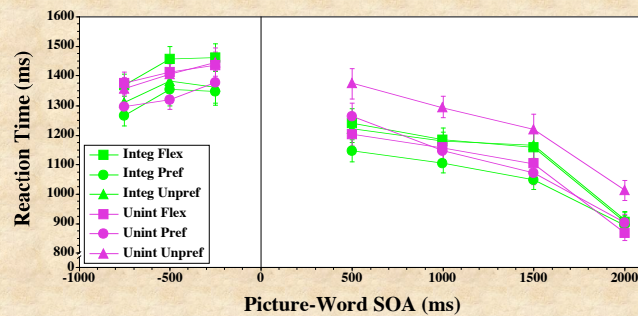 1600
1500
1400
1300
1200
1100
1000
900
800
0
Reaction Time (ms)
Integ Flex
Integ Pref
Integ Unpref
Unint Flex
Unint Pref
Unint Unpref
-1000 -500 0 500 1000 1500 2000
Picture-Word SOA (ms)